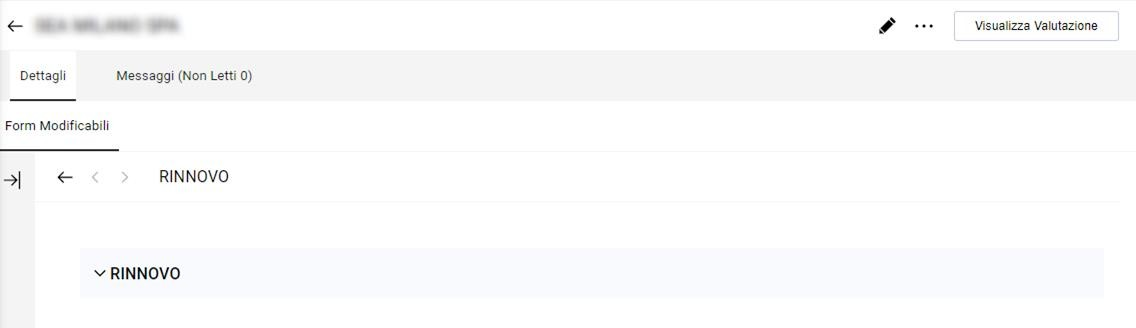 Visualizza Valutazione
Dettagli
Messaggi (Non Letti 0)
Form Modificabili
RINNOVO
RINNOVO